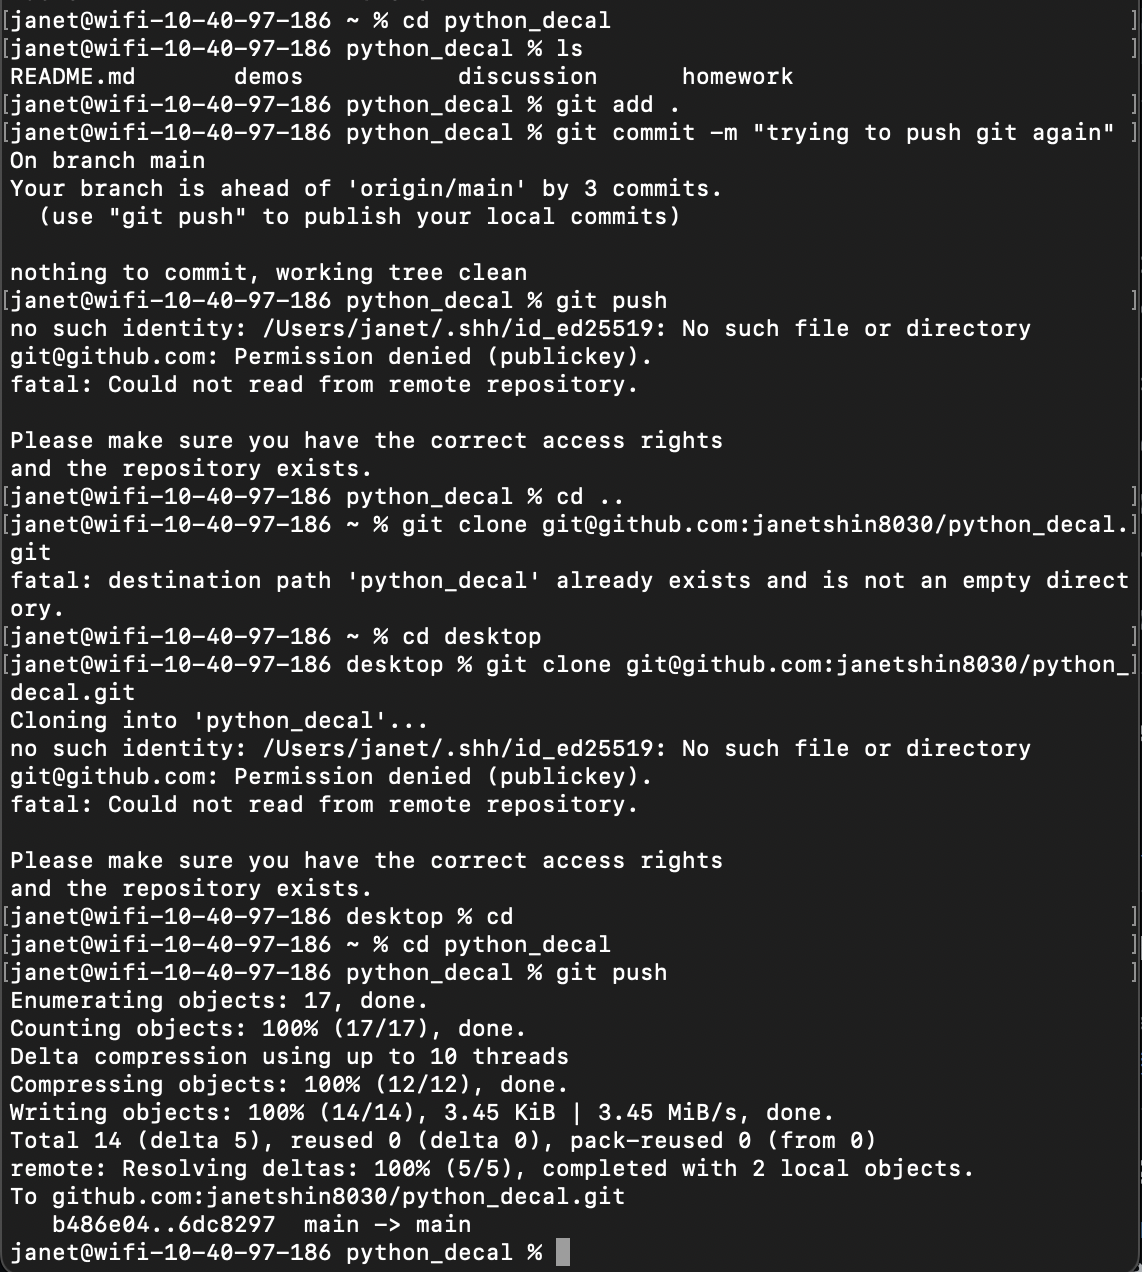 [janet@wifi-10-40-97-186 ~ % cd python_decal ]
[janet@wifi-10-40-97-186 python_decal % ls ]
README.md demos discussion homework
[janet@wifi-10-40-97-186 python_decal % git add . ]
[janet@wifi-10-40-97-186 python_decal % git commit -m "trying to push git again" ]
On branch main
Your branch is ahead of 'origin/main' by 3 commits.
  (use "git push" to publish your local commits)

nothing to commit, working tree clean
[janet@wifi-10-40-97-186 python_decal % git push ]
no such identity: /Users/janet/.shh/id_ed25519: No such file or directory
git@github.com: Permission denied (publickey).
fatal: Could not read from remote repository.

Please make sure you have the correct access rights
and the repository exists.
[janet@wifi-10-40-97-186 python_decal % cd .. ]
[janet@wifi-10-40-97-186 ~ % git clone git@github.com:janetshin8030/python_decal.]
git
fatal: destination path 'python_decal' already exists and is not an empty direct
ory.
[janet@wifi-10-40-97-186 ~ % cd desktop ]
[janet@wifi-10-40-97-186 desktop % git clone git@github.com:janetshin8030/python_]
decal.git
Cloning into 'python_decal'...
no such identity: /Users/janet/.shh/id_ed25519: No such file or directory
git@github.com: Permission denied (publickey).
fatal: Could not read from remote repository.

Please make sure you have the correct access rights
and the repository exists.
[janet@wifi-10-40-97-186 desktop % cd ]
[janet@wifi-10-40-97-186 ~ % cd python_decal ]
[janet@wifi-10-40-97-186 python_decal % git push ]
Enumerating objects: 17, done.
Counting objects: 100% (17/17), done.
Delta compression using up to 10 threads
Compressing objects: 100% (12/12), done.
Writing objects: 100% (14/14), 3.45 KiB | 3.45 MiB/s, done.
Total 14 (delta 5), reused 0 (delta 0), pack-reused 0 (from 0)
remote: Resolving deltas: 100% (5/5), completed with 2 local objects.
To github.com:janetshin8030/python_decal.git
   b486e04..6dc8297  main -> main
janet@wifi-10-40-97-186 python_decal %